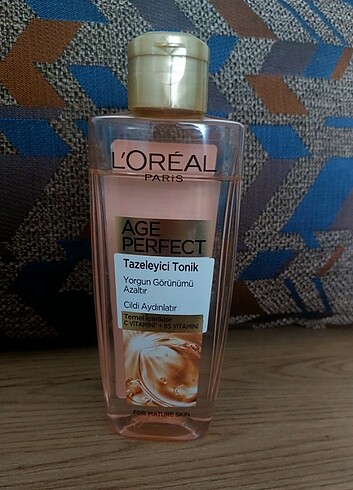 L'ORÉAL
PARIS
AGE
PERFECT
Tazeleyici Tonik
Yorgun Görünümü
Azaltır
Cildi Aydınlatır
Temel İçerikler
C VİTAMİNİ* + B5 VİTAMİNİ
FOR MATURE SKIN